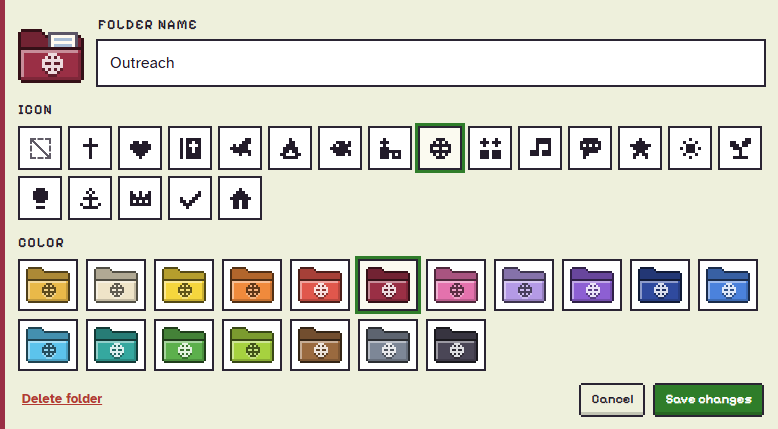 FOLDER NAME
Outreach
ICON
COLOR
Delete folder
Cancel
Save changes